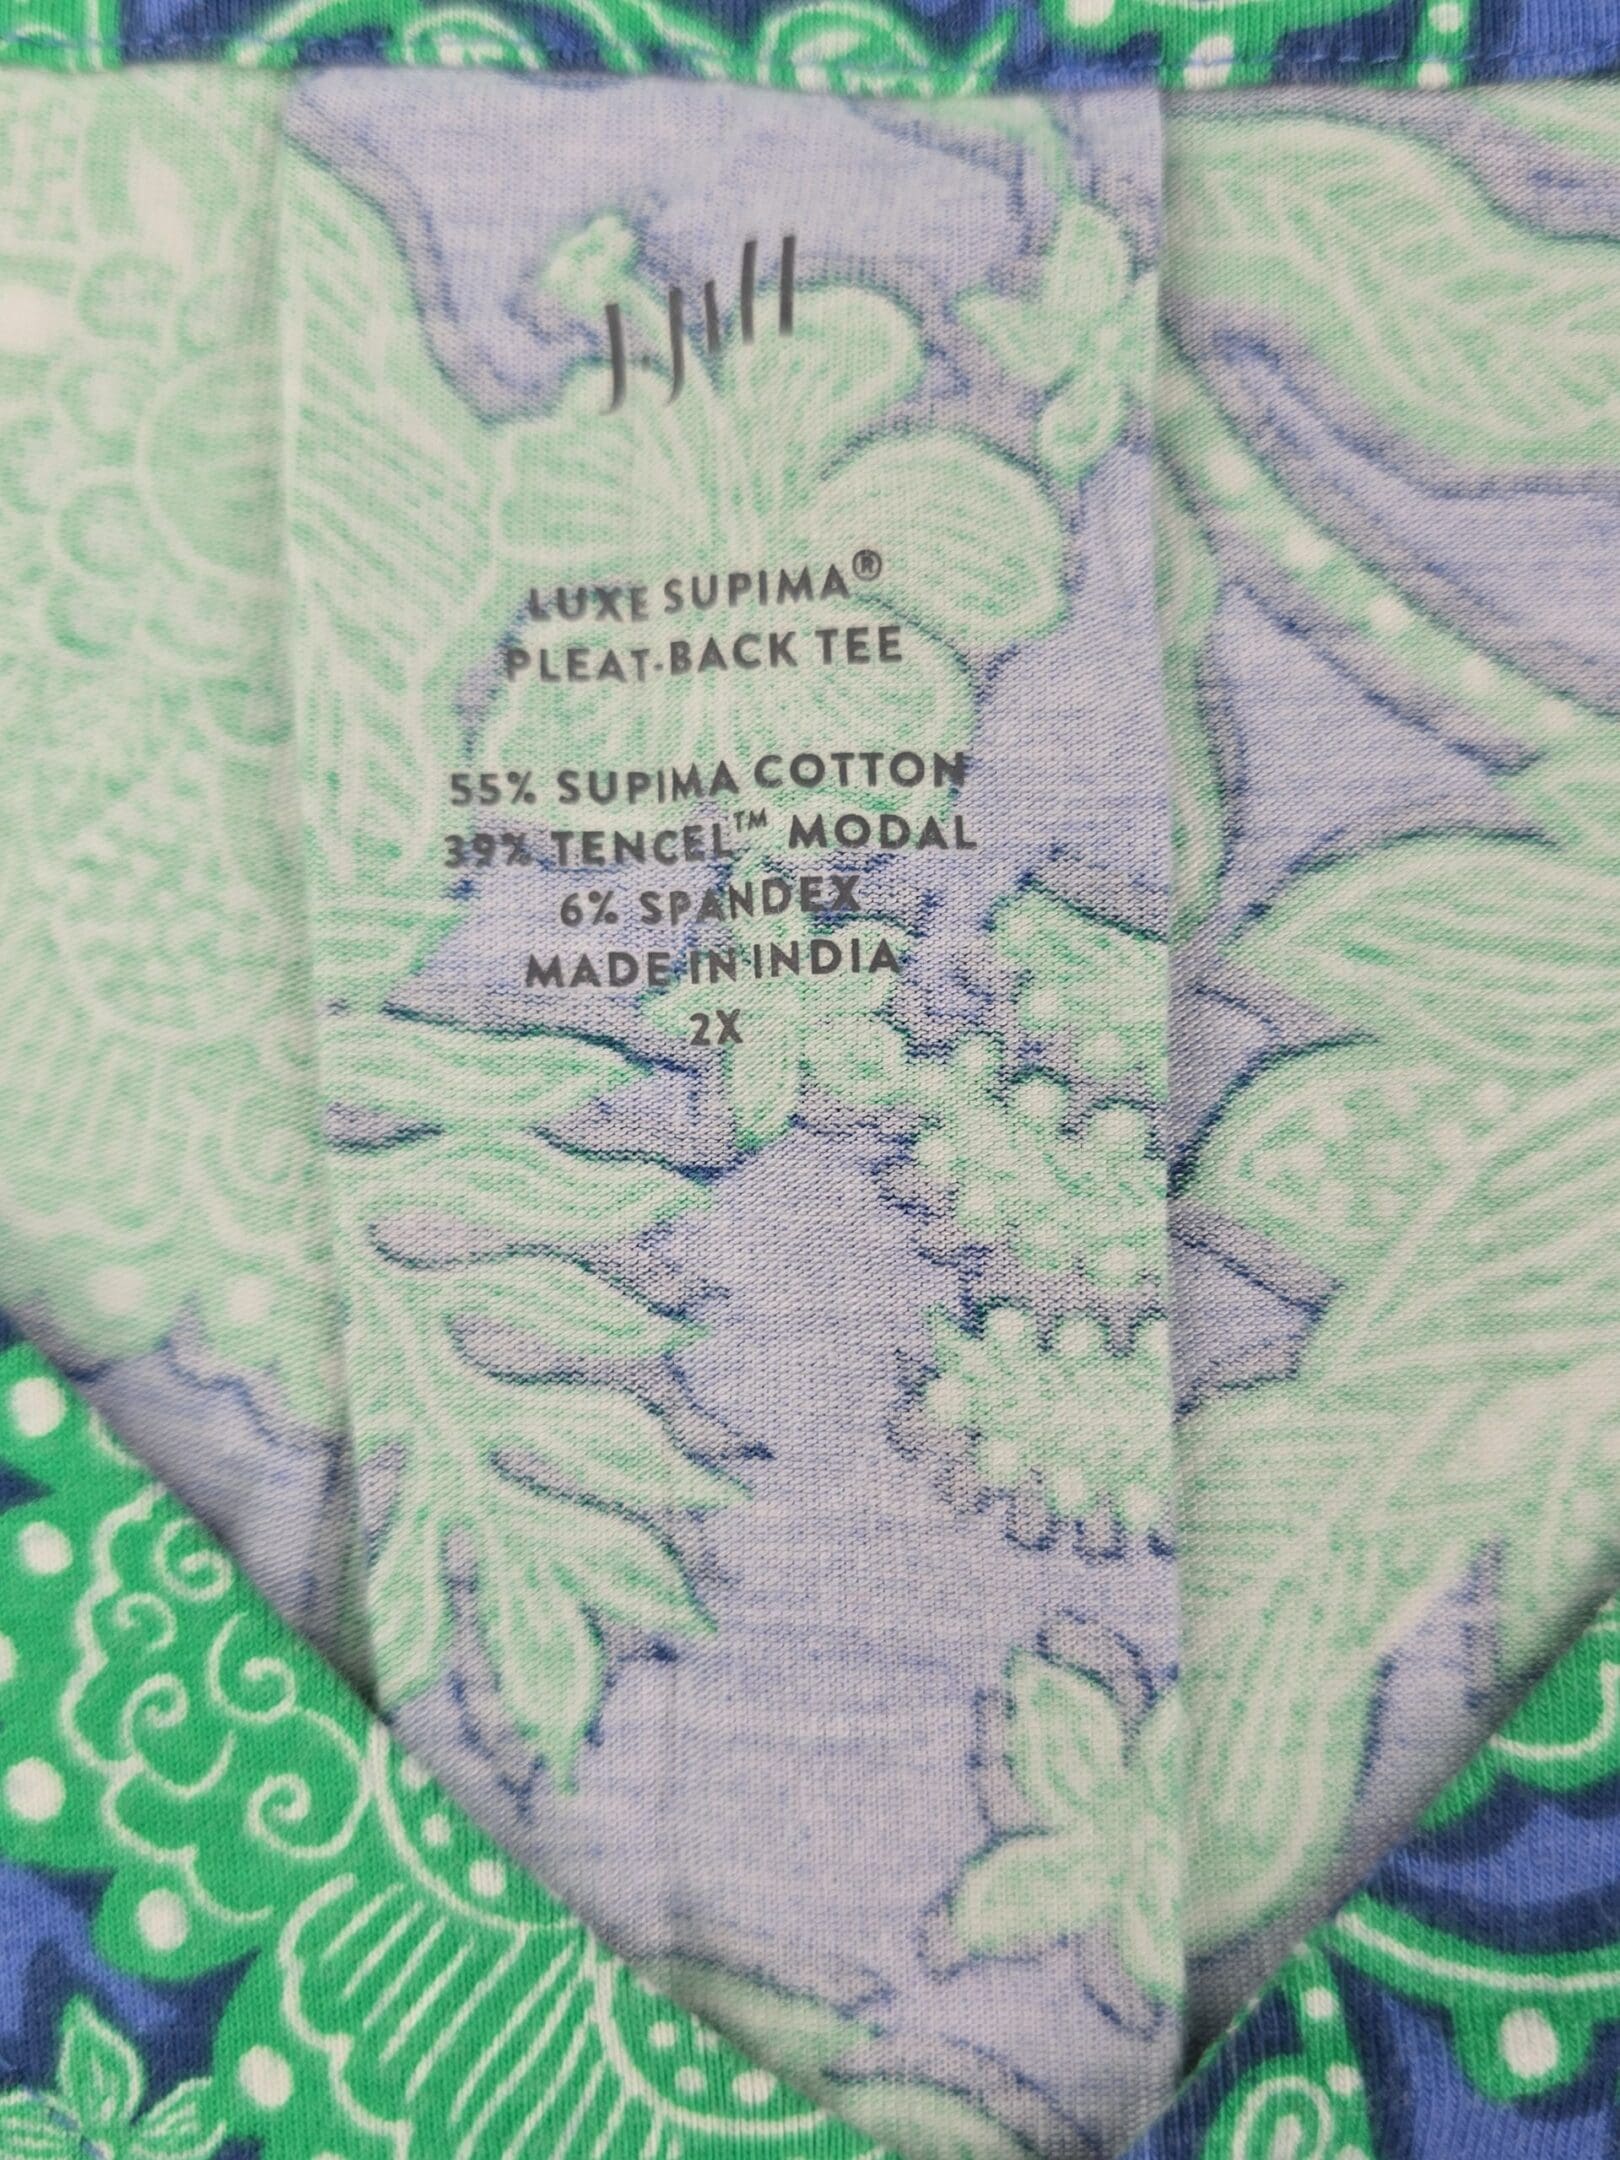 J.Jill
LUXE SUPIMA®
PLEAT-BACK TEE
55% SUPIMA COTTON
39% TENCEL™ MODAL
6% SPANDEX
MADE IN INDIA
2X